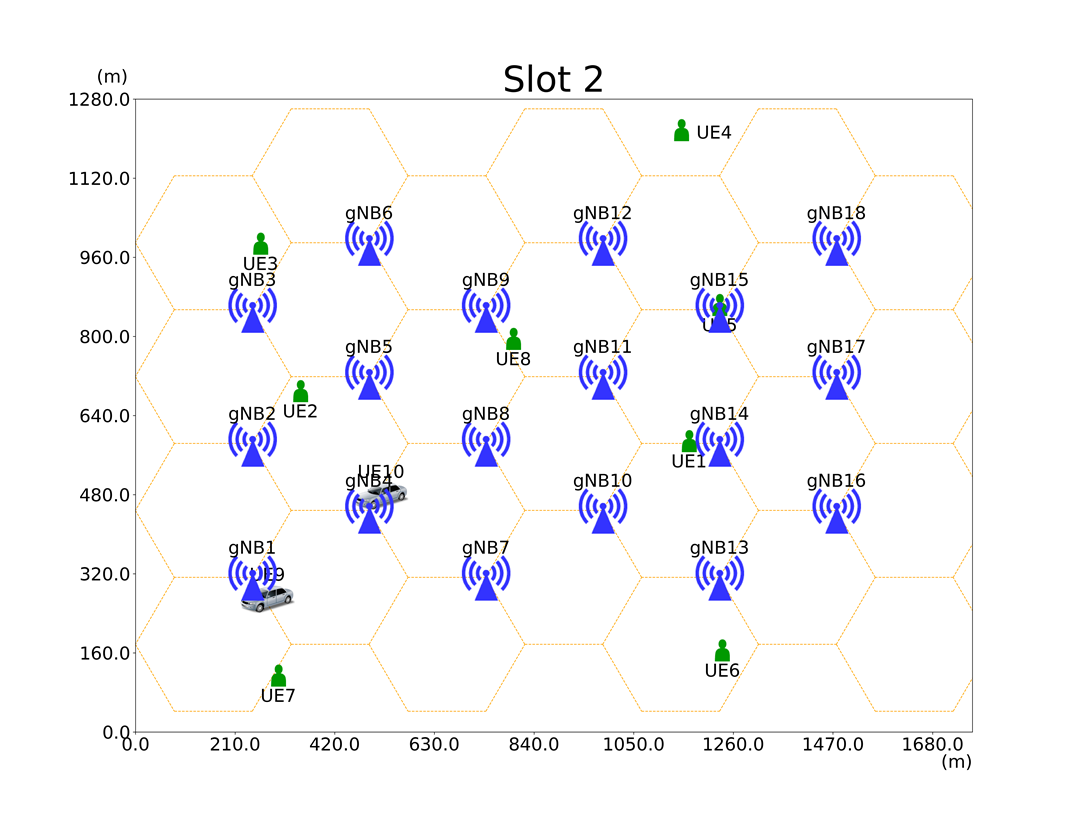 Slot 2
(m)
1280.0
1120.0
960.0
800.0
640.0
480.0
320.0
160.0
0.0
0.0 210.0 420.0 630.0 840.0 1050.0 1260.0 1470.0 1680.0
(m)
UE4
gNB6 gNB12 gNB18
UE3
gNB3 gNB9 gNB15
UE5
gNB5 UE8 gNB11 gNB17
UE2 gNB2 gNB8 gNB14
UE1
UE10
gNB4 gNB10 gNB16
gNB1 gNB7 gNB13
UE9
UE6
UE7